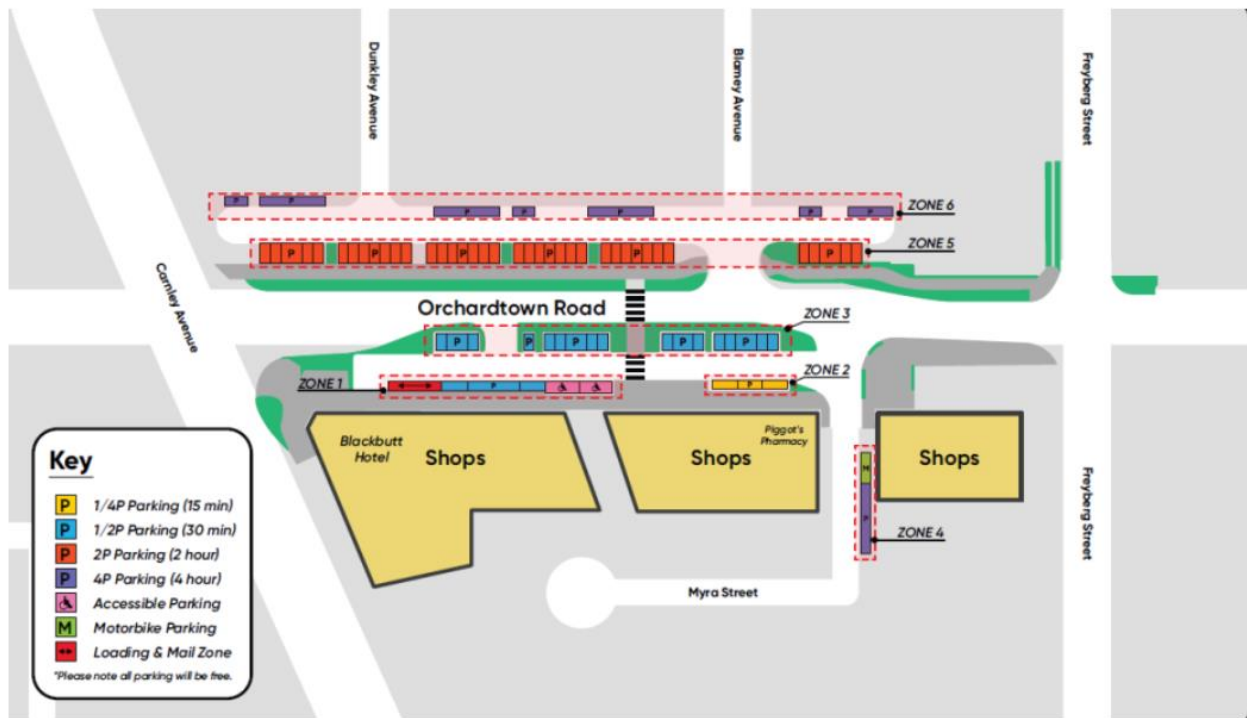 Dunkley Avenue
Blamey Avenue
Freyberg Street
P
P
P
P
P
P
P
ZONE 6
P
P
P
P
P
P
ZONE 5
Carnley Avenue
Orchardtown Road
ZONE 3
P
P
P
P
P
ZONE 1
P
ZONE 2
P
Blackbutt
Hotel
Shops
Piggot's
Pharmacy
Shops
Shops
M
P
ZONE 4
Freyberg Street
Myra Street
Key
P 1/4P Parking (15 min)
P 1/2P Parking (30 min)
P 2P Parking (2 hour)
P 4P Parking (4 hour)
Accessible Parking
M Motorbike Parking
Loading & Mail Zone
*Please note all parking will be free.